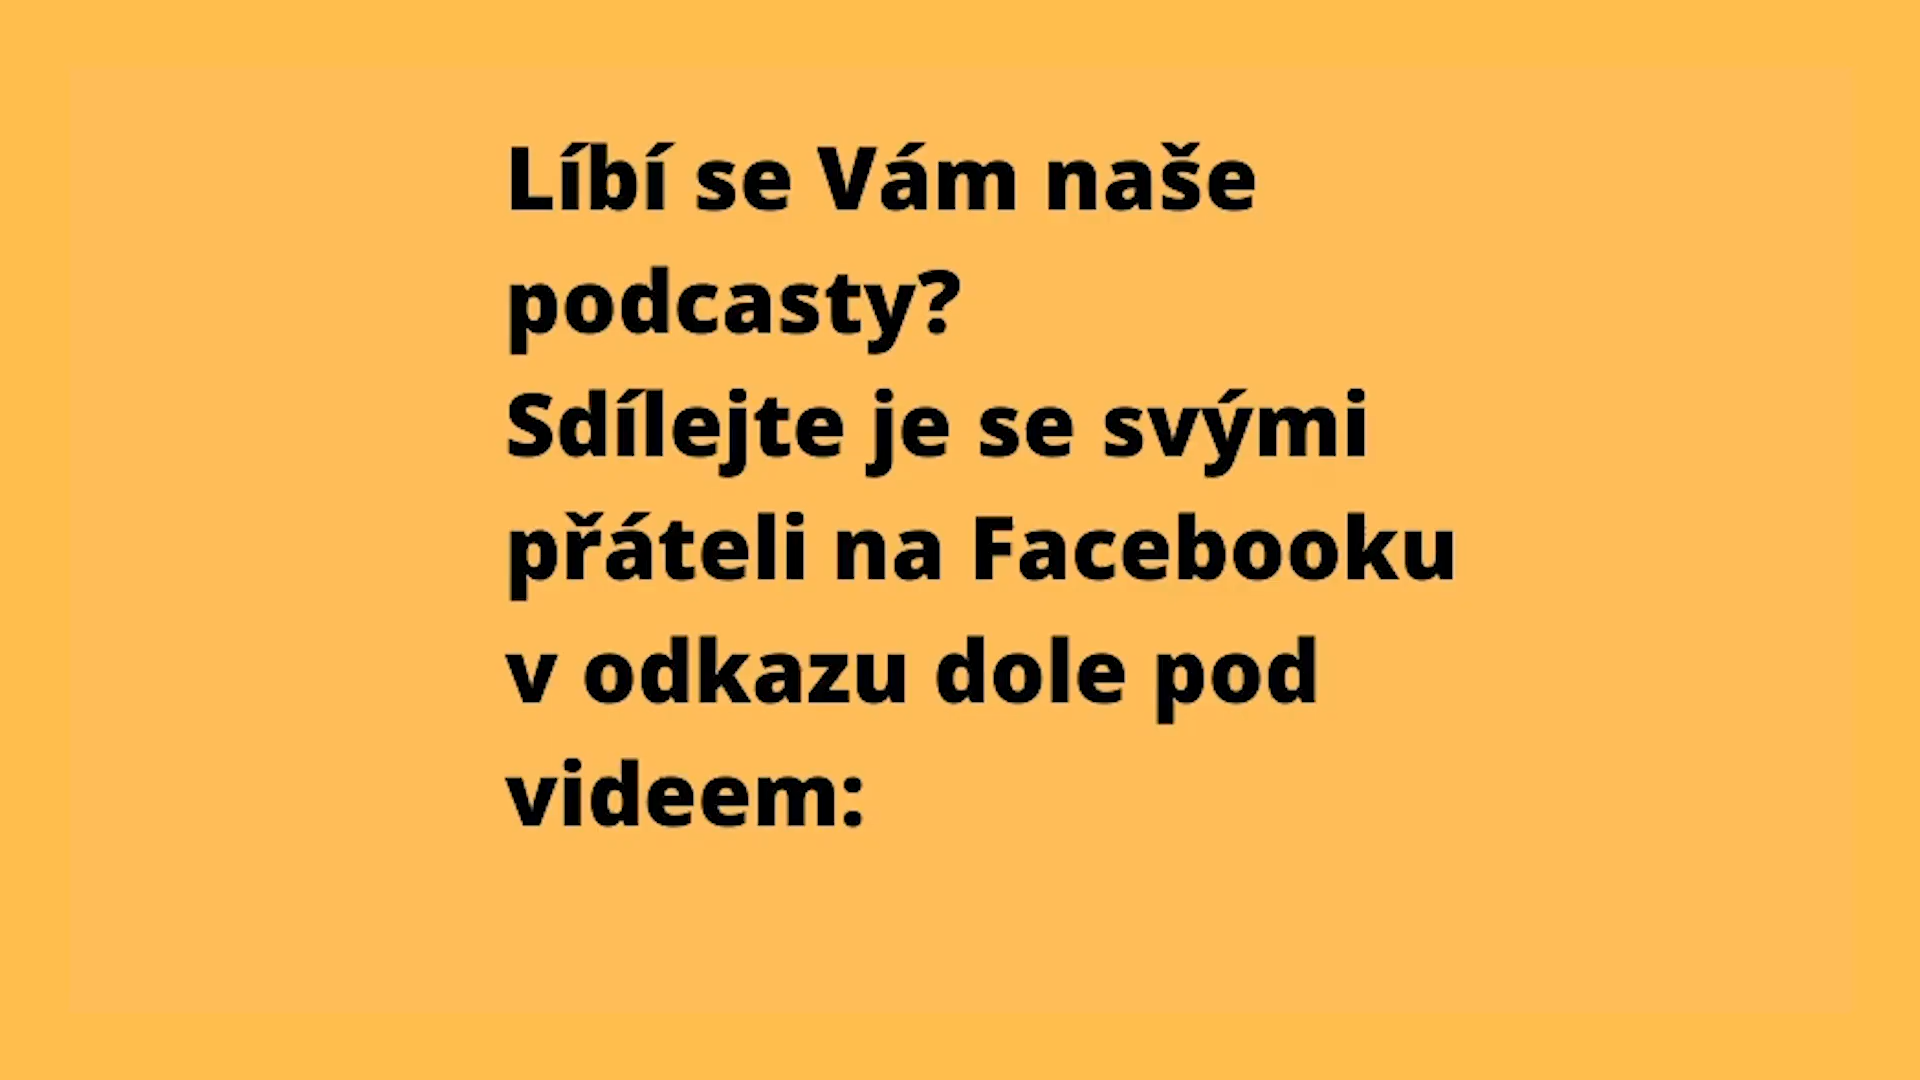 Líbí se Vám naše
podcasty?
Sdílejte je se svými
přáteli na Facebooku
v odkazu dole pod
videem: